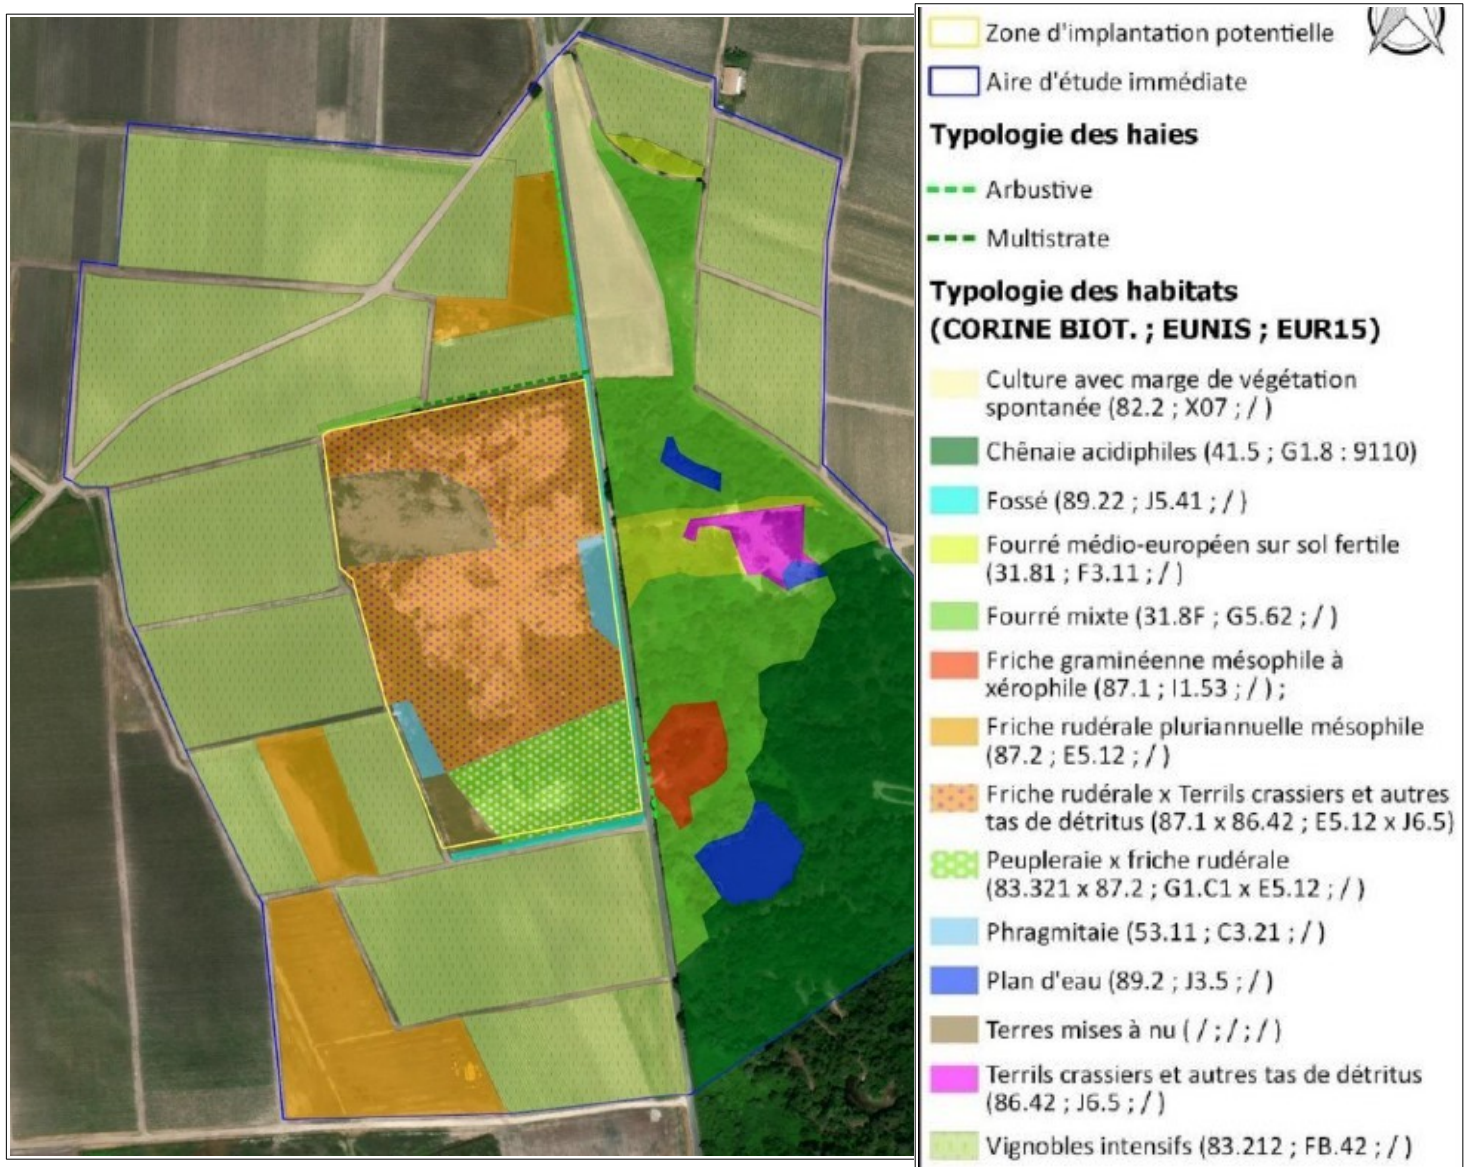 Zone d'implantation potentielle
Aire d'étude immédiate
Typologie des haies
Arbustive
Multistrate
Typologie des habitats
(CORINE BIOT. ; EUNIS ; EUR15)
Culture avec marge de végétation
spontanée (82.2 ; X07 ; / )
Chênaie acidiphiles (41.5 ; G1.8 : 9110)
Fossé (89.22 ; J5.41 ; / )
Fourré médio-européen sur sol fertile
(31.81 ; F3.11 ; / )
Fourré mixte (31.8F ; G5.62 ; / )
Friche graminéenne mésophile à
xérophile (87.1 ; I1.53 ; / ) ;
Friche rudérale pluriannuelle mésophile
(87.2 ; E5.12 ; / )
Friche rudérale x Terrils crassiers et autres
tas de détritus (87.1 x 86.42 ; E5.12 x J6.5)
Peupleraie x friche rudérale
(83.321 x 87.2 ; G1.C1 x E5.12 ; / )
Phragmitaie (53.11 ; C3.21 ; / )
Plan d'eau (89.2 ; J3.5 ; / )
Terres mises à nu ( / ; / ; / )
Terrils crassiers et autres tas de détritus
(86.42 ; J6.5 ; / )
Vignobles intensifs (83.212 ; FB.42 ; / )